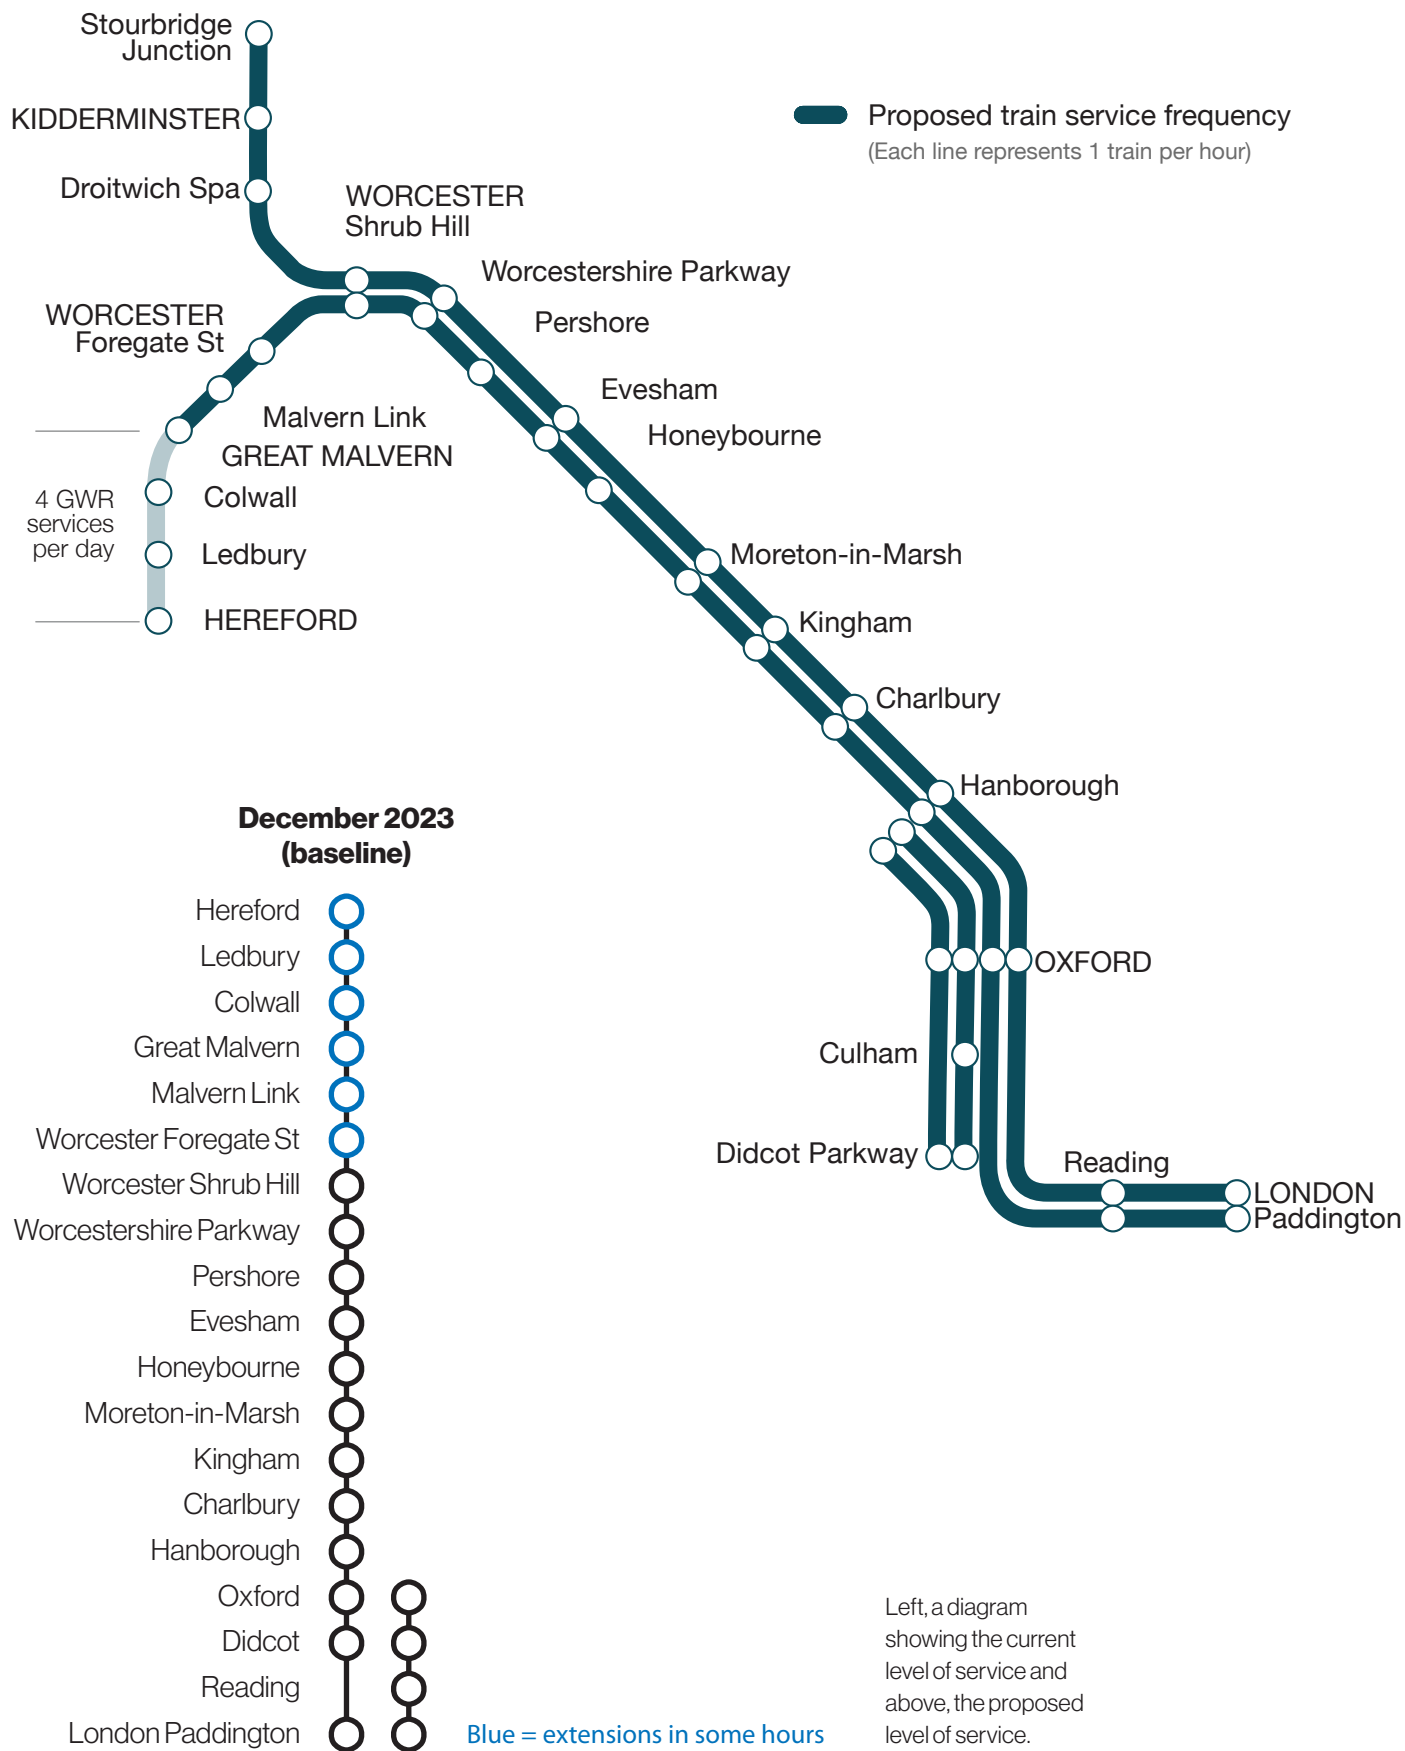 Stourbridge
Junction
KIDDERMINSTER
Proposed train service frequency
(Each line represents 1 train per hour)
Droitwich Spa
WORCESTER
Shrub Hill
Worcestershire Parkway
WORCESTER
Foregate St
Pershore
Evesham
Malvern Link
Honeybourne
GREAT MALVERN
4 GWR
services
per day
Colwall
Ledbury
Moreton-in-Marsh
HEREFORD
Kingham
Charlbury
Hanborough
OXFORD
Culham
Didcot Parkway
Reading
LONDON
Paddington
December 2023
(baseline)
Hereford
Ledbury
Colwall
Great Malvern
Malvern Link
Worcester Foregate St
Worcester Shrub Hill
Worcestershire Parkway
Pershore
Evesham
Honeybourne
Moreton-in-Marsh
Kingham
Charlbury
Hanborough
Oxford
Didcot
Reading
London Paddington
Blue = extensions in some hours
Left, a diagram
showing the current
level of service and
above, the proposed
level of service.